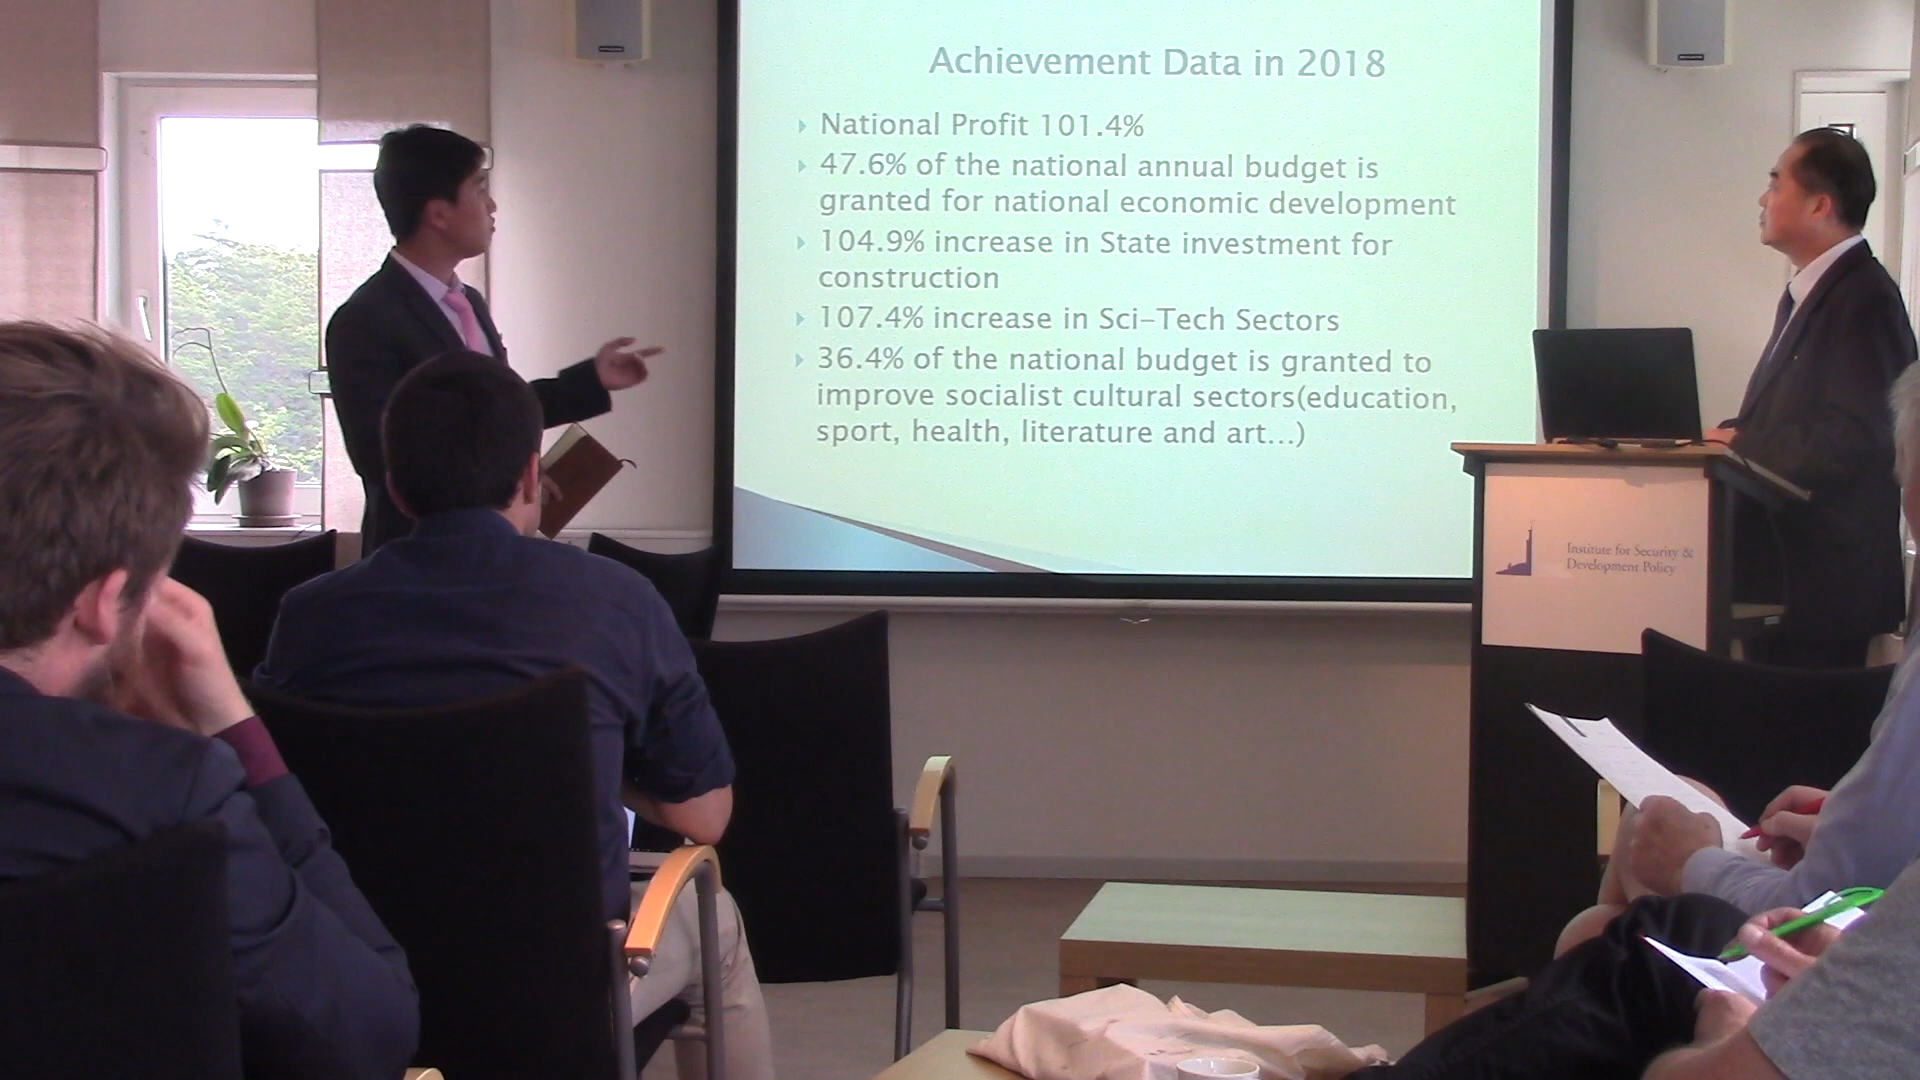 Achievement Data in 2018
National Profit 101.4%
47.6% of the national annual budget is
granted for national economic development
104.9% increase in State investment for
construction
107.4% increase in Sci-Tech Sectors
36.4% of the national budget is granted to
improve socialist cultural sectors(education,
sport, health, literature and art...)
Institute for Security &
Development Policy